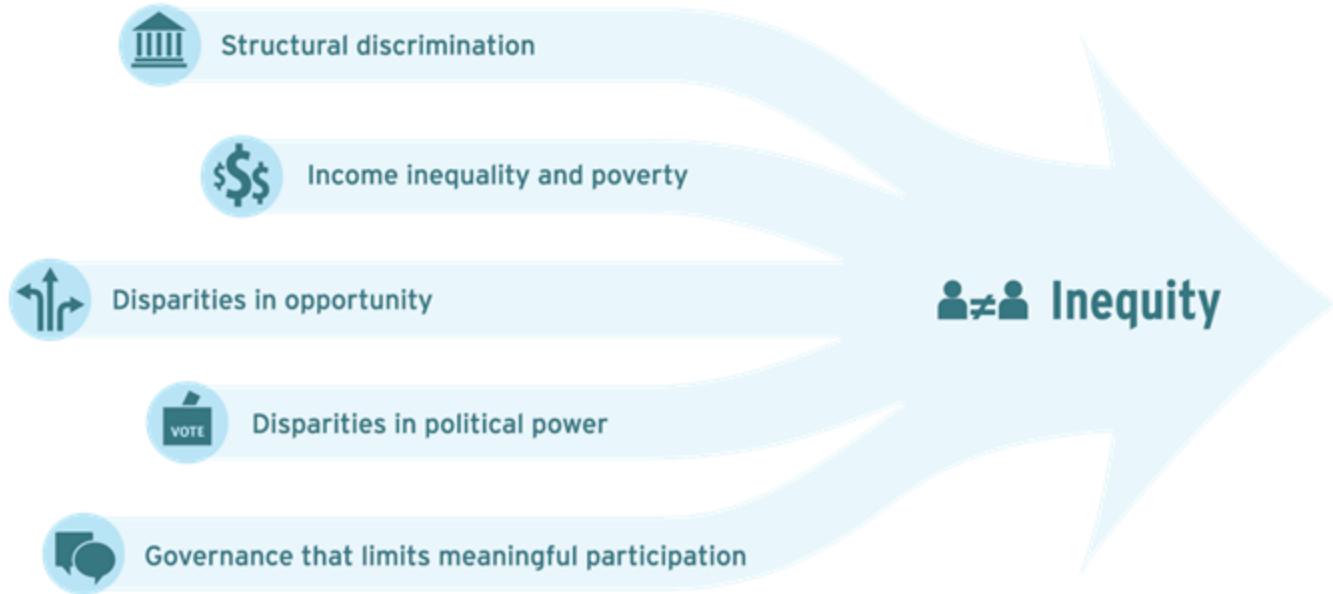 Structural discrimination
$$$
Income inequality and poverty
Disparities in opportunity
≠ Inequity
VOTE
Disparities in political power
Governance that limits meaningful participation